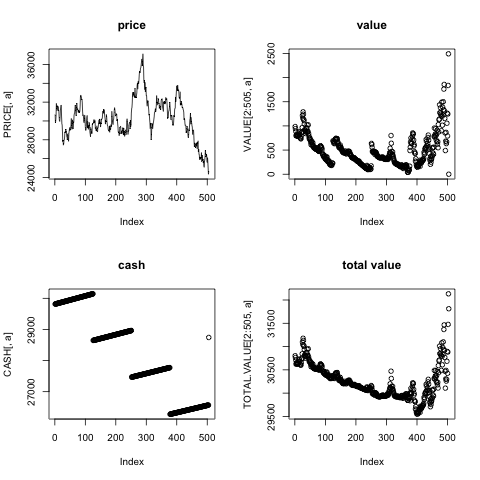 price
PRICE[, a]
24000 28000 32000 36000
0 100 200 300 400 500
Index
value
VALUE[2:505, a]
0 500 1500 2500
0 100 200 300 400 500
Index
cash
CASH[, a]
27000 29000
0 100 200 300 400 500
Index
total value
TOTAL.VALUE[2:505, a]
29500 30500 31500
0 100 200 300 400 500
Index